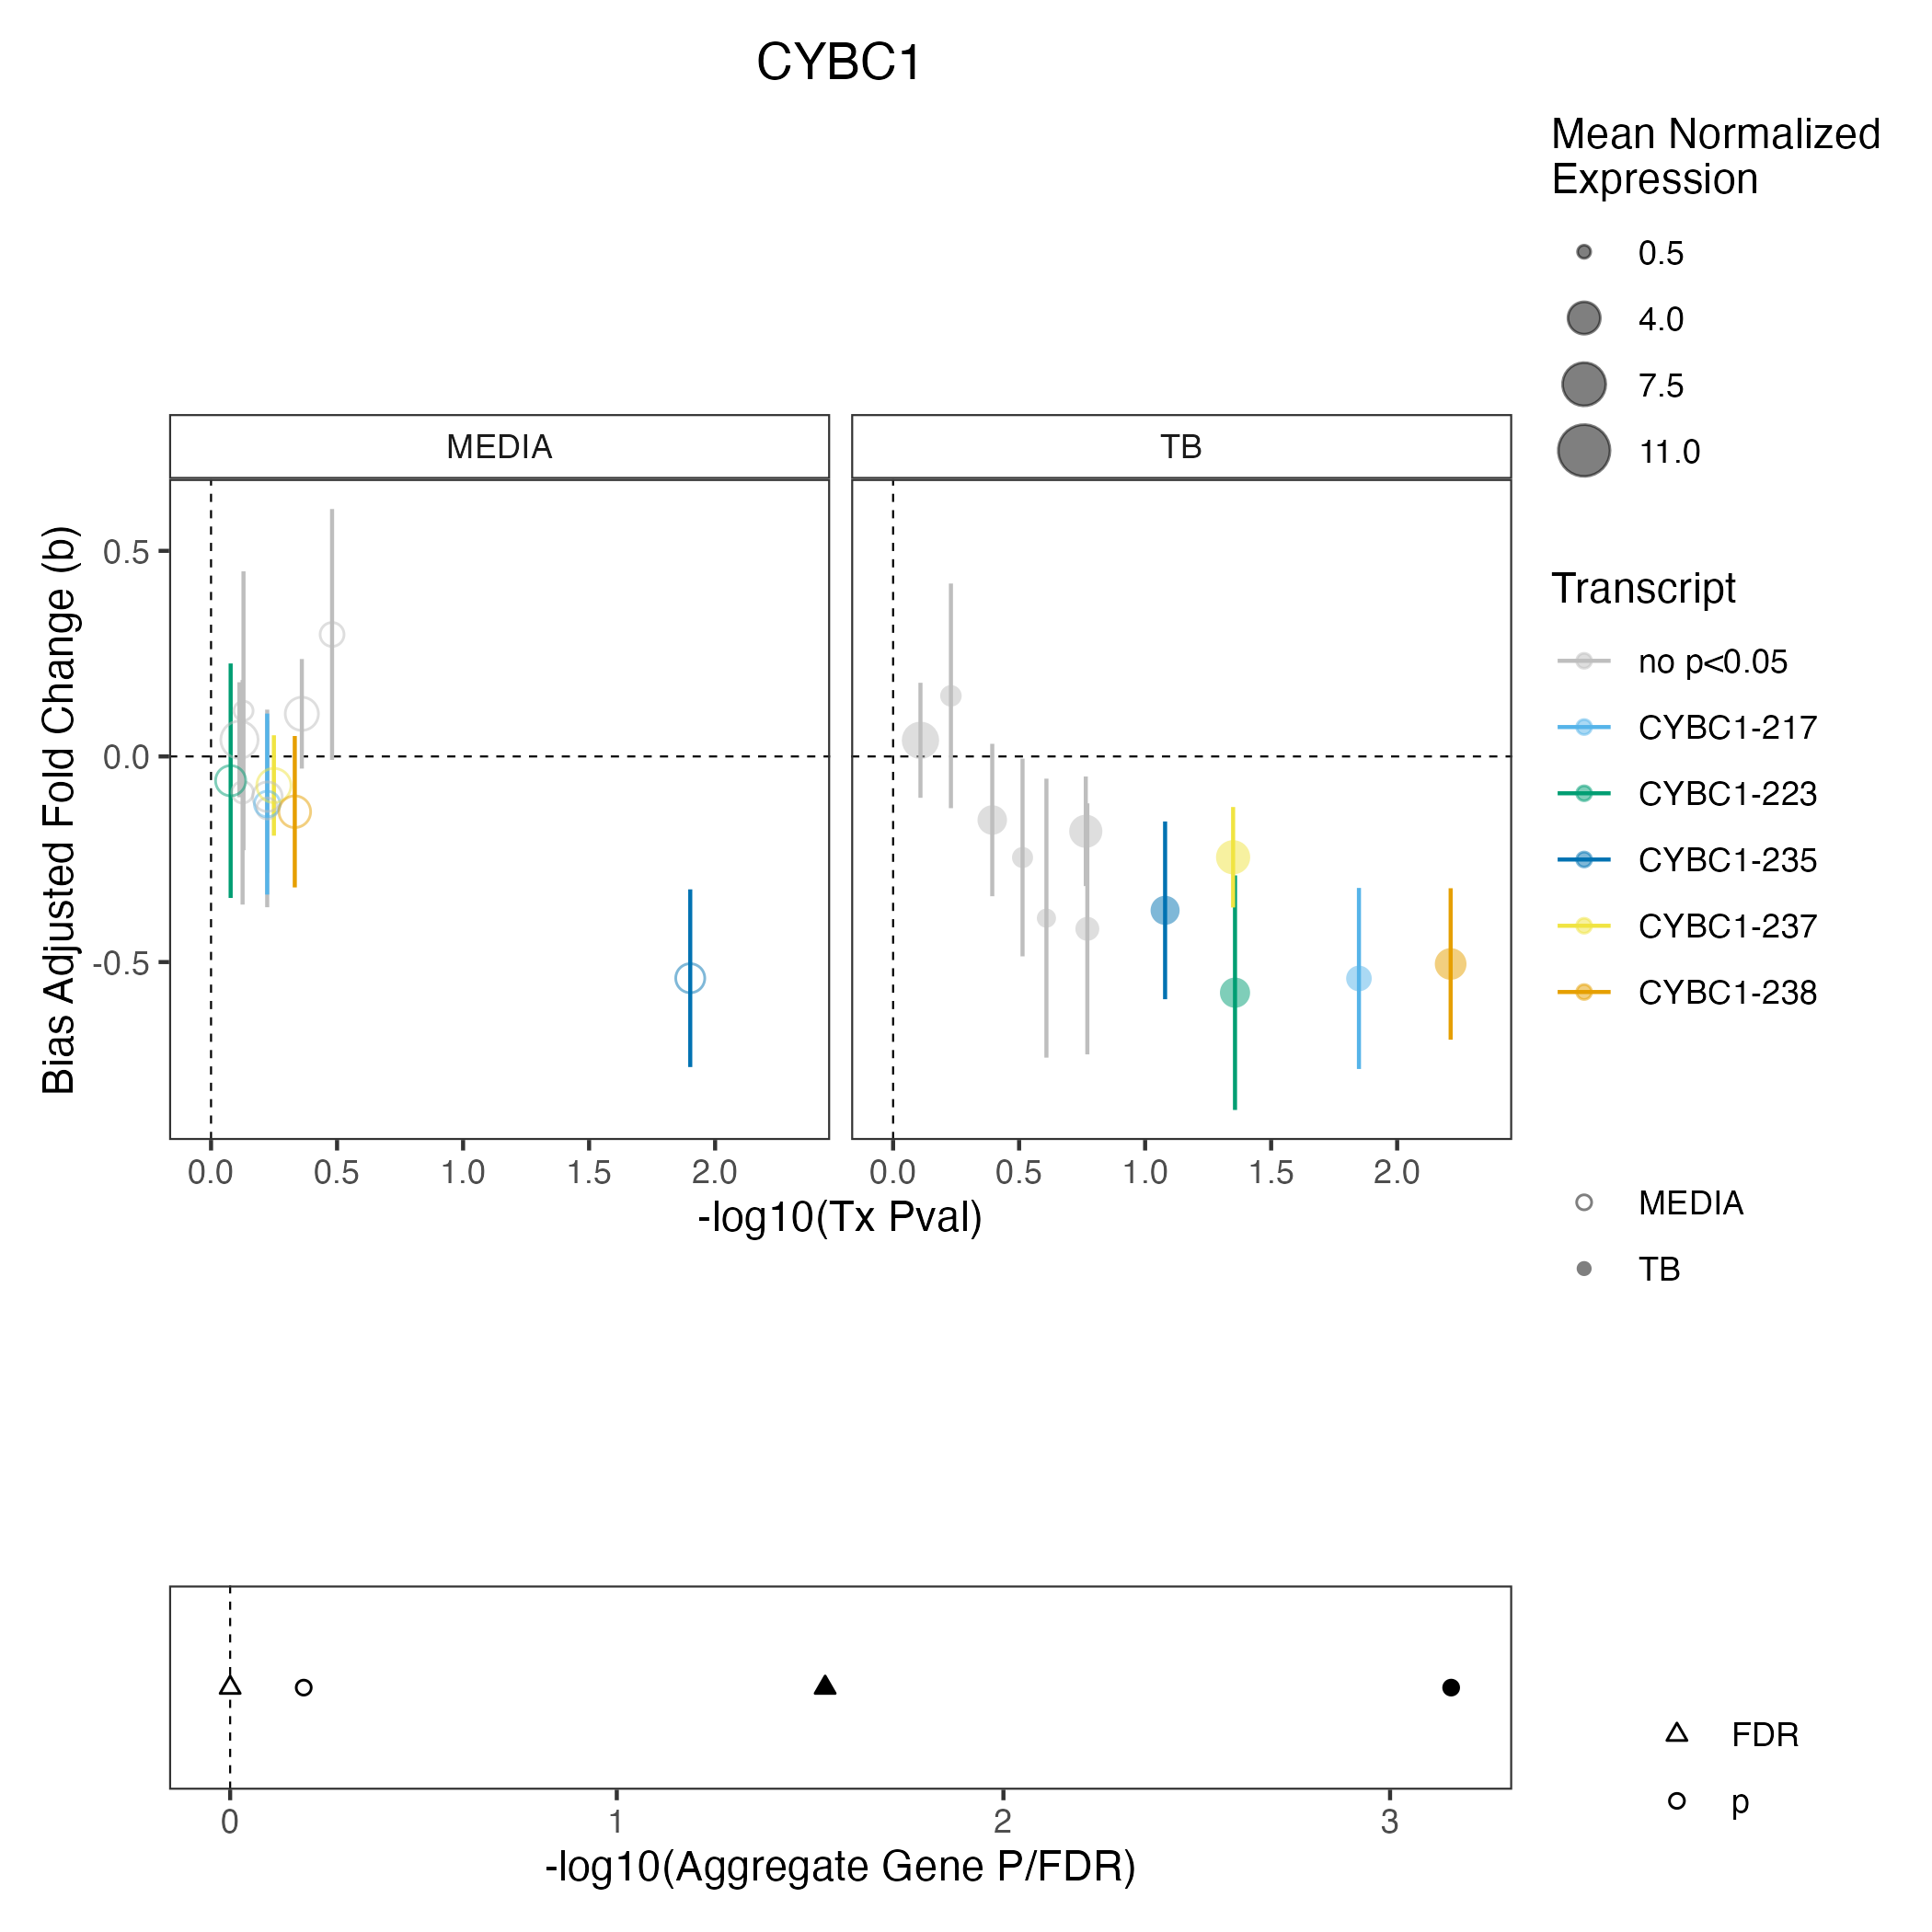 CYBC1
Mean Normalized
Expression
0.5
4.0
7.5
11.0
MEDIA
TB
Bias Adjusted Fold Change (b)
0.5
0.0
-0.5
0.0 0.5 1.0 1.5 2.0
0.0 0.5 1.0 1.5 2.0
-log10(Tx Pval)
Transcript
no p<0.05
CYBC1-217
CYBC1-223
CYBC1-235
CYBC1-237
CYBC1-238
MEDIA
TB
0 1 2 3
-log10(Aggregate Gene P/FDR)
FDR
p